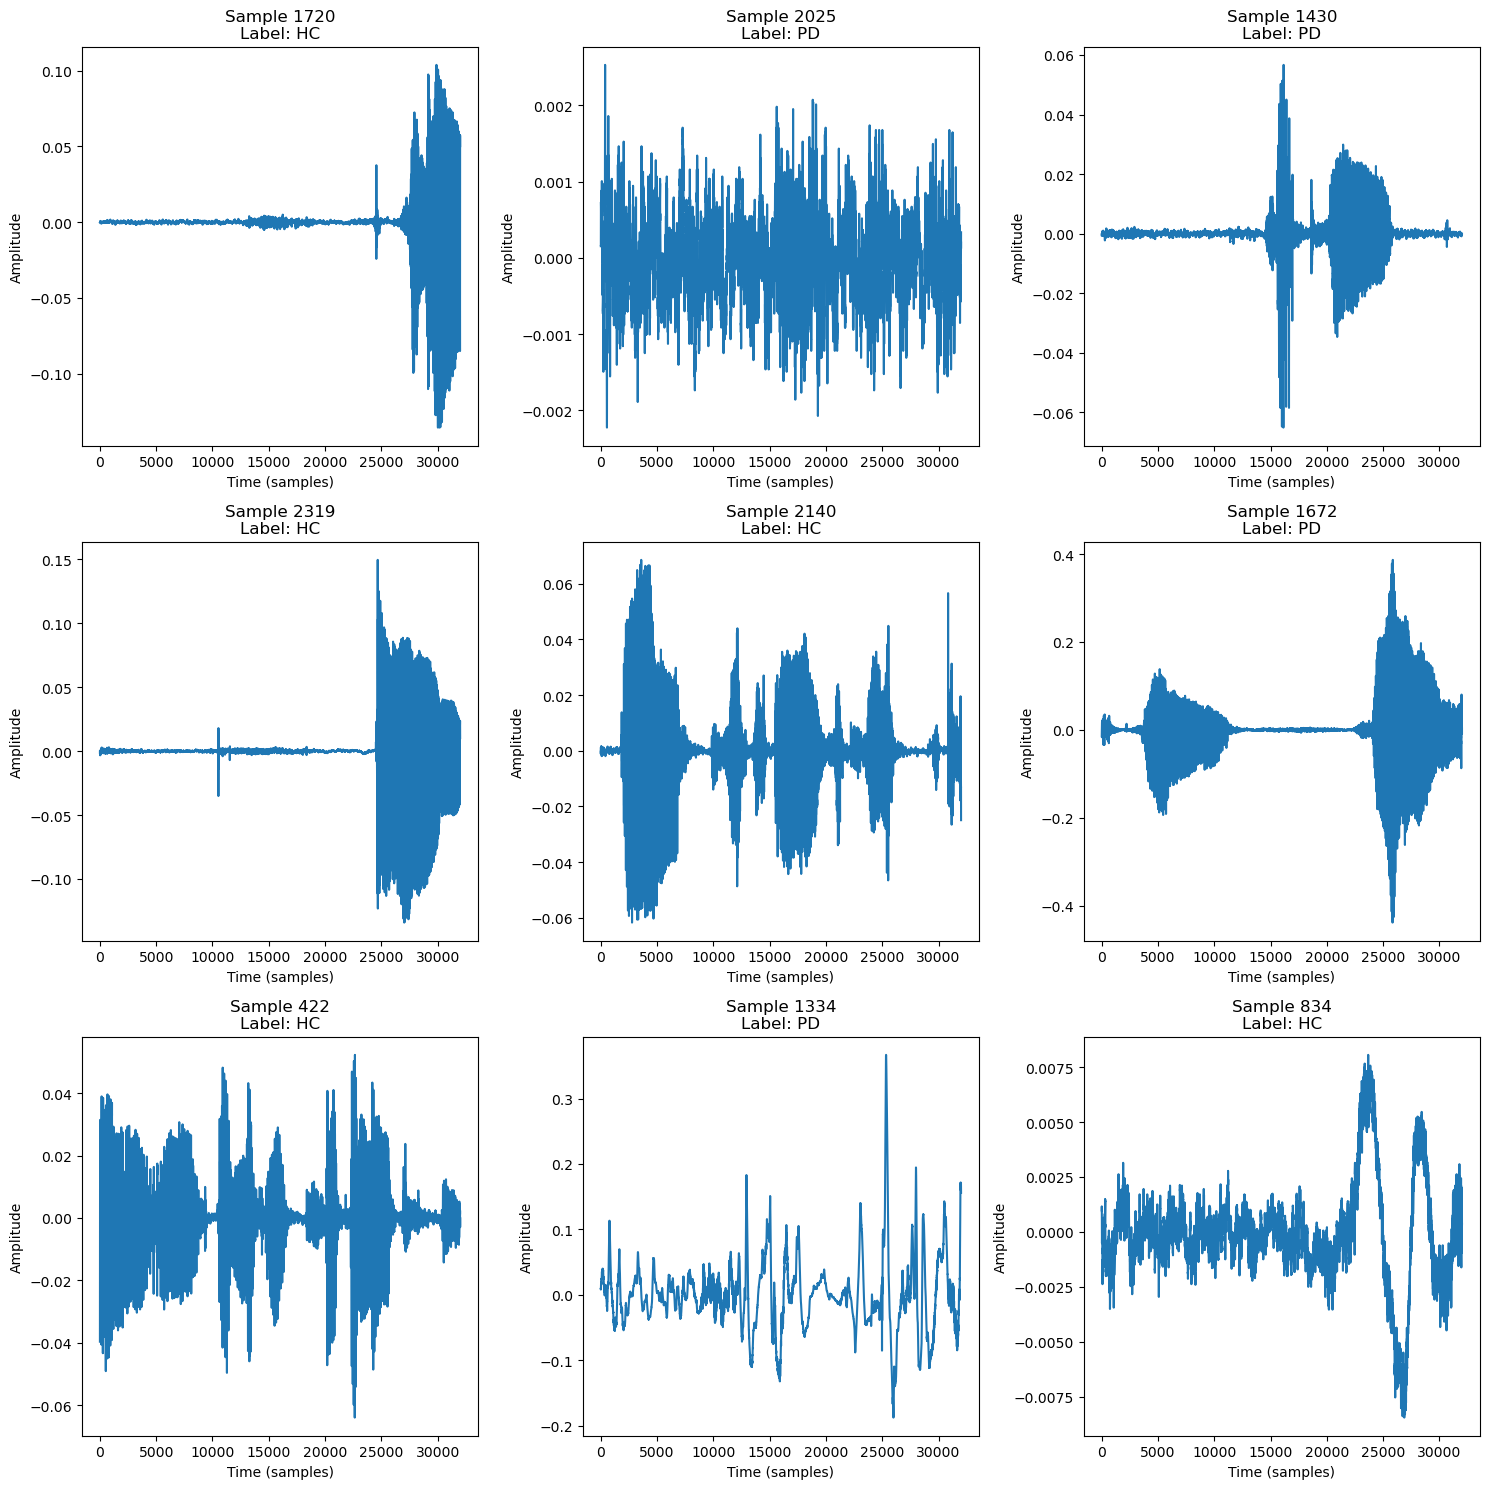 Sample 1720
Label: HC
0.10
0.05
0.00
−0.05
−0.10
Amplitude
0 5000 10000 15000 20000 25000 30000
Time (samples)
Sample 2025
Label: PD
0.002
0.001
0.000
−0.001
−0.002
Amplitude
0 5000 10000 15000 20000 25000 30000
Time (samples)
Sample 1430
Label: PD
0.06
0.04
0.02
0.00
−0.02
−0.04
−0.06
Amplitude
0 5000 10000 15000 20000 25000 30000
Time (samples)
Sample 2319
Label: HC
0.15
0.10
0.05
0.00
−0.05
−0.10
Amplitude
0 5000 10000 15000 20000 25000 30000
Time (samples)
Sample 2140
Label: HC
0.06
0.04
0.02
0.00
−0.02
−0.04
−0.06
Amplitude
0 5000 10000 15000 20000 25000 30000
Time (samples)
Sample 1672
Label: PD
0.4
0.2
0.0
−0.2
−0.4
Amplitude
0 5000 10000 15000 20000 25000 30000
Time (samples)
Sample 422
Label: HC
0.04
0.02
0.00
−0.02
−0.04
−0.06
Amplitude
0 5000 10000 15000 20000 25000 30000
Time (samples)
Sample 1334
Label: PD
0.3
0.2
0.1
0.0
−0.1
−0.2
Amplitude
0 5000 10000 15000 20000 25000 30000
Time (samples)
Sample 834
Label: HC
0.0075
0.0050
0.0025
0.0000
−0.0025
−0.0050
−0.0075
Amplitude
0 5000 10000 15000 20000 25000 30000
Time (samples)